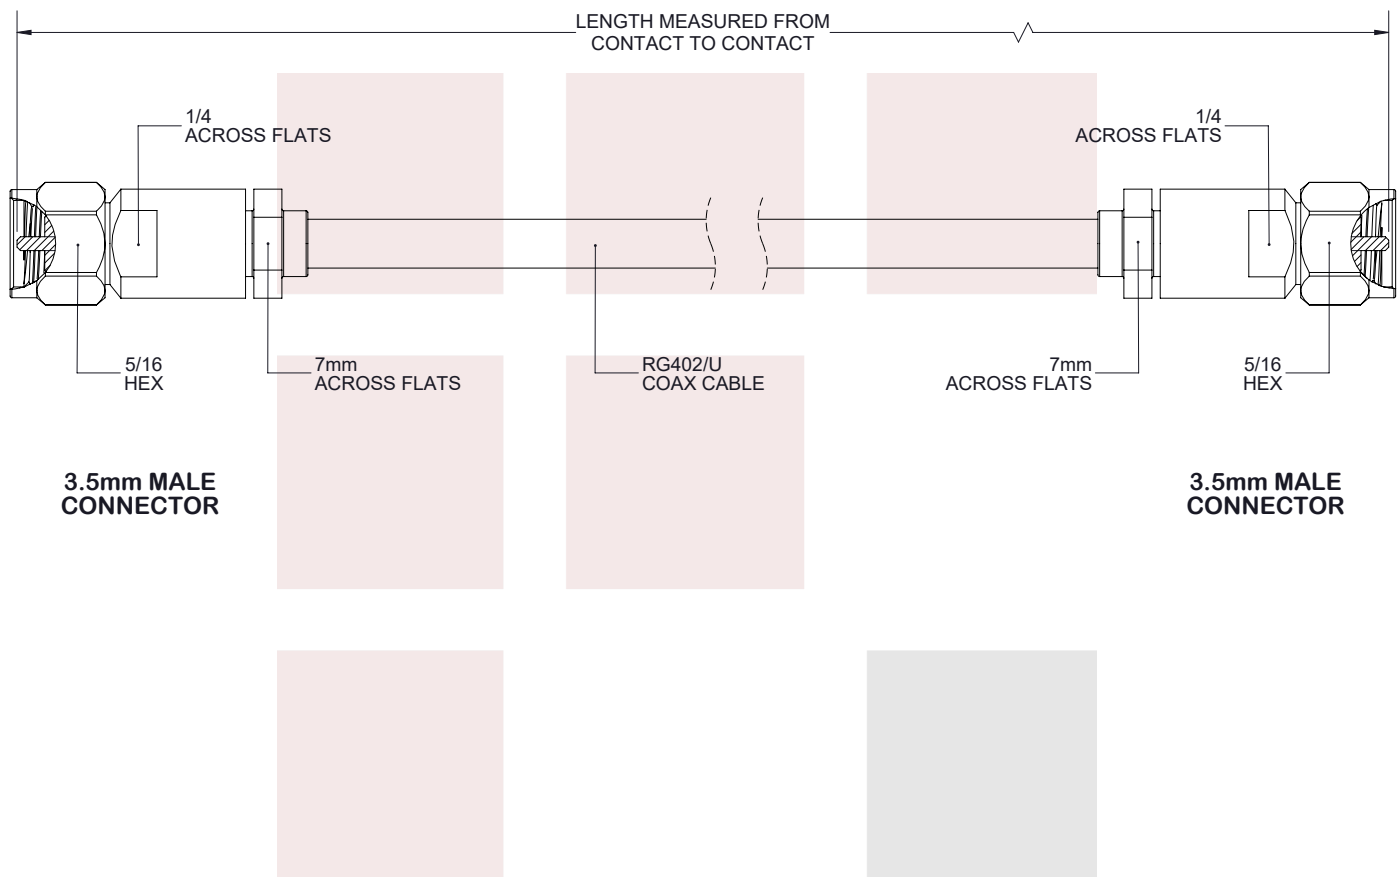 LENGTH MEASURED FROM
CONTACT TO CONTACT
1/4
ACROSS FLATS
1/4
ACROSS FLATS
5/16
HEX
7mm
ACROSS FLATS
RG402/U
COAX CABLE
7mm
ACROSS FLATS
5/16
HEX
3.5mm MALE
CONNECTOR
3.5mm MALE
CONNECTOR